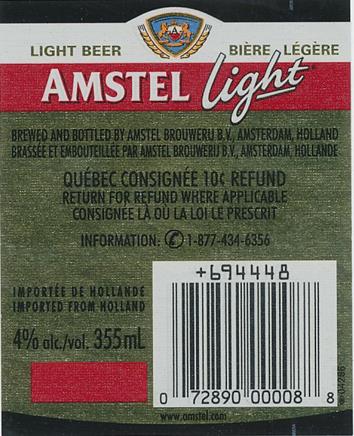 LIGHT BEER BIÈRE LÉGÈRE
AMSTEL Light
BREWED AND BOTTLED BY AMSTEL BROUWERIJ B.V., AMSTERDAM, HOLLAND
BRASSÉE ET EMBOUTEILLÉE PAR AMSTEL BROUWERIJ B.V., AMSTERDAM, HOLLANDE
QUÉBEC CONSIGNÉE 10¢ REFUND
RETURN FOR REFUND WHERE APPLICABLE
CONSIGNÉE LÀ OÙ LA LOI LE PRESCRIT
INFORMATION: 1-877-434-6356
+694448
IMPORTÉE DE HOLLANDE
IMPORTED FROM HOLLAND
4% alc./vol. 355mL
0 72890 00008 8
www.amstel.com